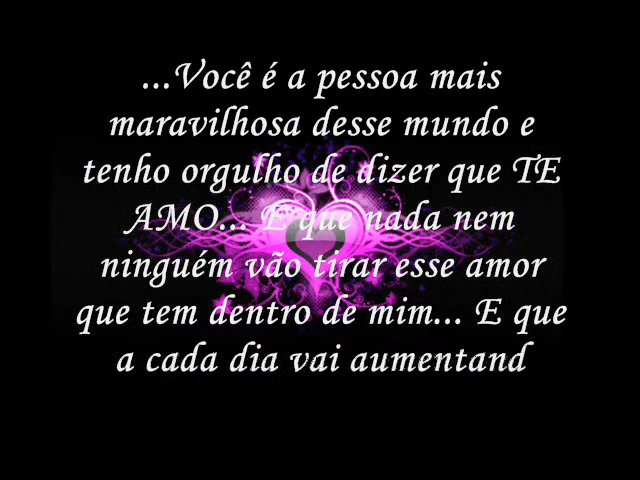 ...Você é a pessoa mais
maravilhosa desse mundo e
tenho orgulho de dizer que TE
AMO... E que nada nem
ninguém vão tirar esse amor
que tem dentro de mim... E que
a cada dia vai aumentand